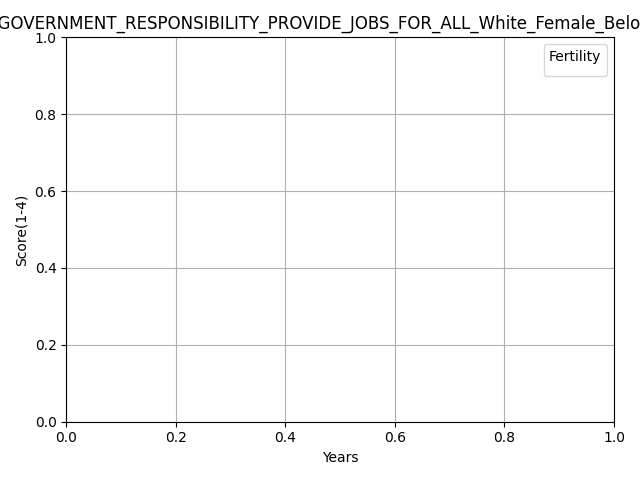 GOVERNMENT_RESPONSIBILITY_PROVIDE_JOBS_FOR_ALL_White_Female_Belo
Fertility
Score(1-4)
1.0
0.8
0.6
0.4
0.2
0.0
0.0 0.2 0.4 0.6 0.8 1.0
Years